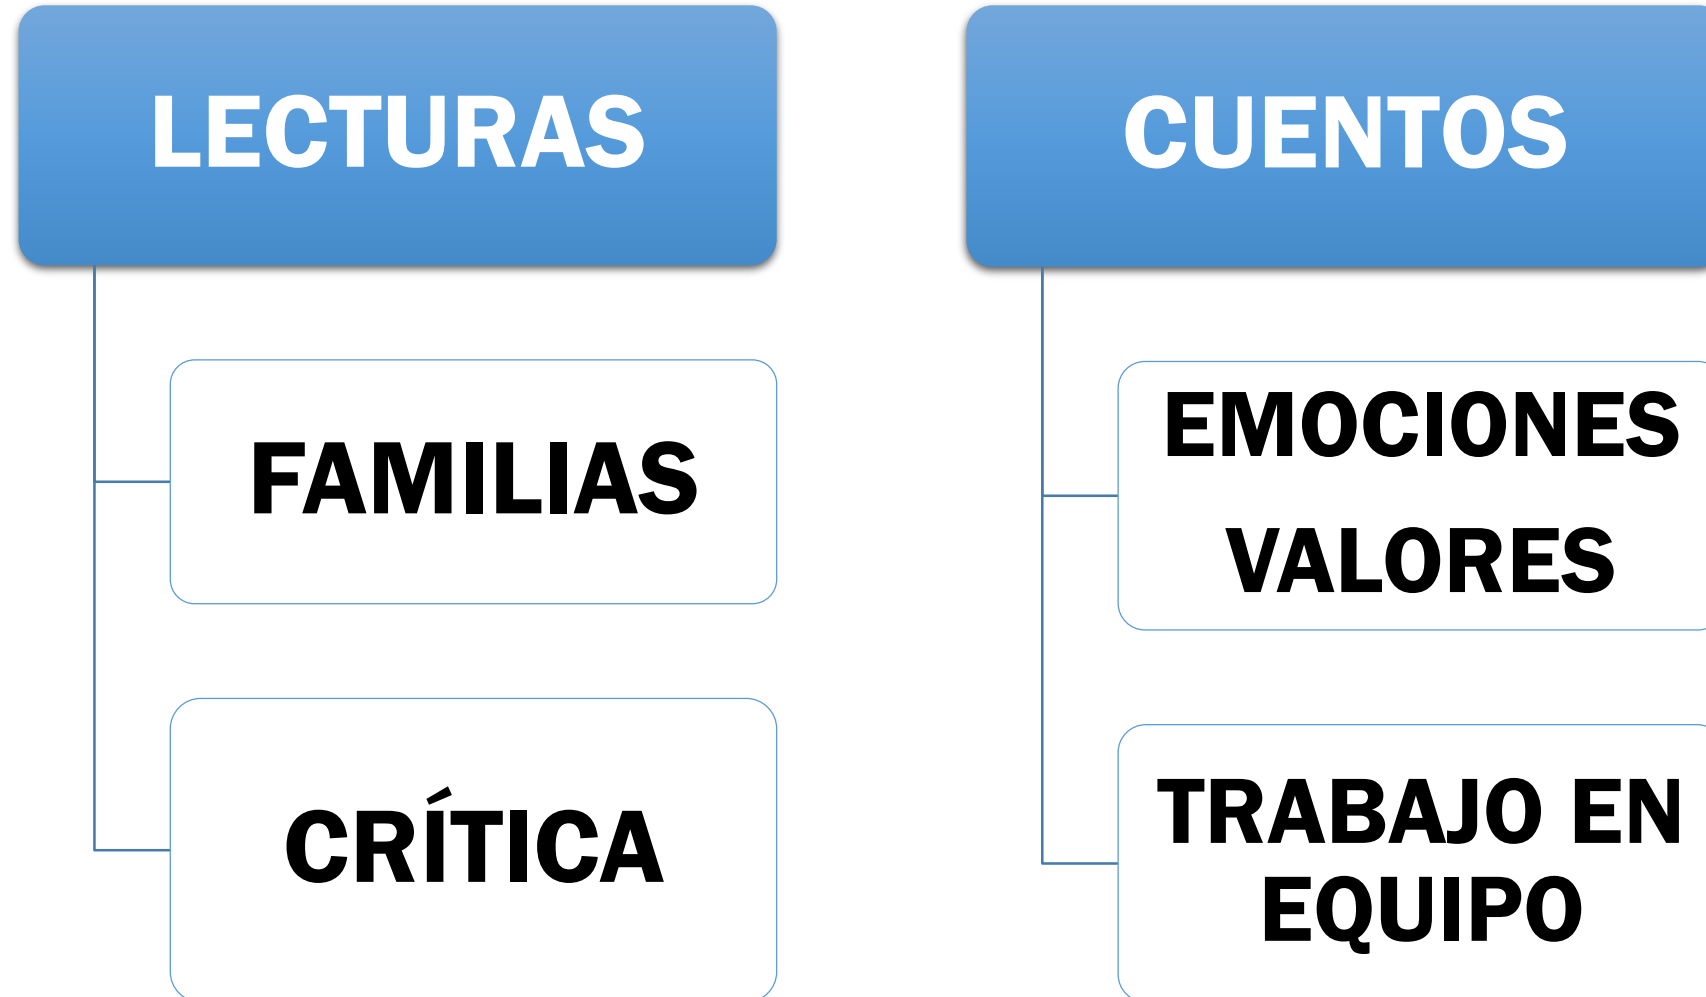 LECTURAS
FAMILIAS
CRÍTICA
CUENTOS
EMOCIONES
VALORES
TRABAJO EN
EQUIPO